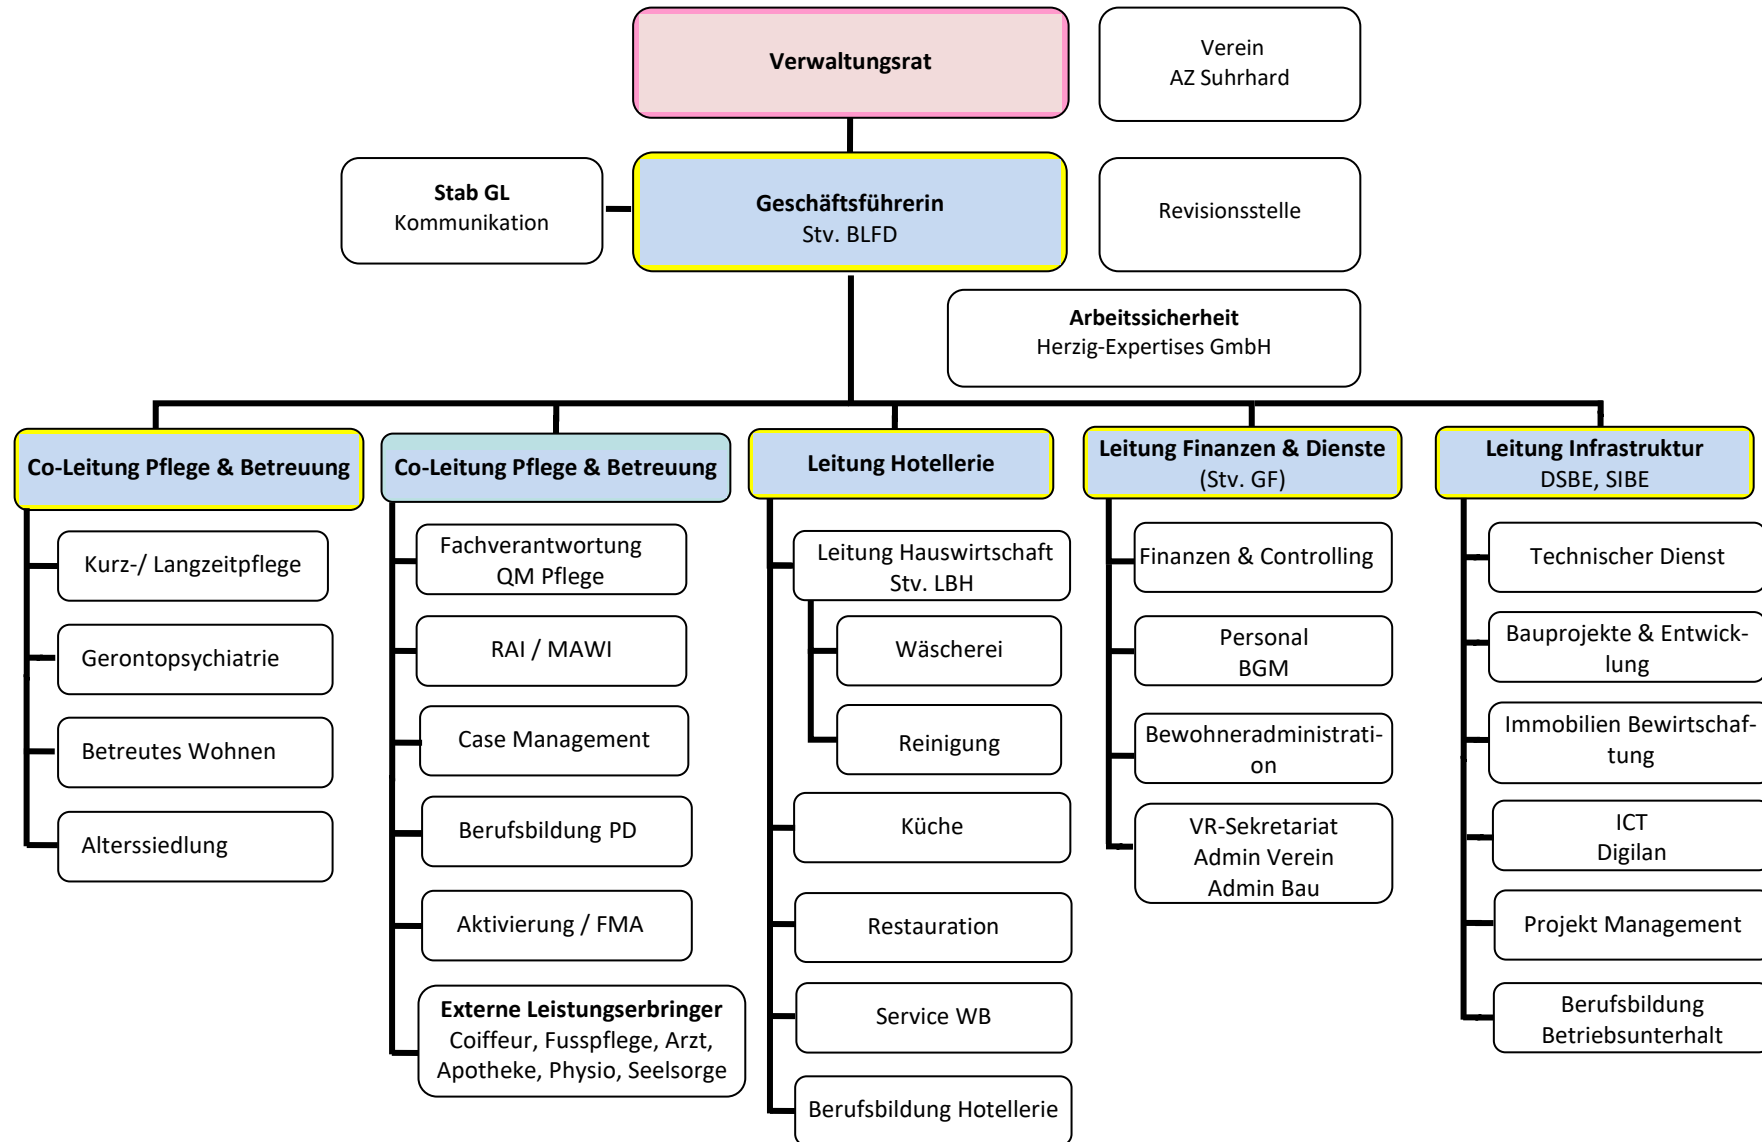 Verwaltungsrat
Verein
AZ Suhrhard
Stab GL
Kommunikation
Geschäftsführerin
Stv. BLFD
Revisionsstelle
Arbeitssicherheit
Herzig-Expertises GmbH
Co-Leitung Pflege & Betreuung
Kurz-/ Langzeitpflege
Gerontopsychiatrie
Betreutes Wohnen
Alterssiedlung
Co-Leitung Pflege & Betreuung
Fachverantwortung
QM Pflege
RAI / MAWI
Case Management
Berufsbildung PD
Aktivierung / FMA
Externe Leistungserbringer
Coiffeur, Fusspflege, Arzt,
Apotheke, Physio, Seelsorge
Leitung Hotellerie
Leitung Hauswirtschaft
Stv. LBH
Wäscherei
Reinigung
Küche
Restauration
Service WB
Berufsbildung Hotellerie
Leitung Finanzen & Dienste
(Stv. GF)
Finanzen & Controlling
Personal
BGM
Bewohneradministrati-
on
VR-Sekretariat
Admin Verein
Admin Bau
Leitung Infrastruktur
DSBE, SIBE
Technischer Dienst
Bauprojekte & Entwick-
lung
Immobilien Bewirtschaf-
tung
ICT
Digilan
Projekt Management
Berufsbildung
Betriebsunterhalt